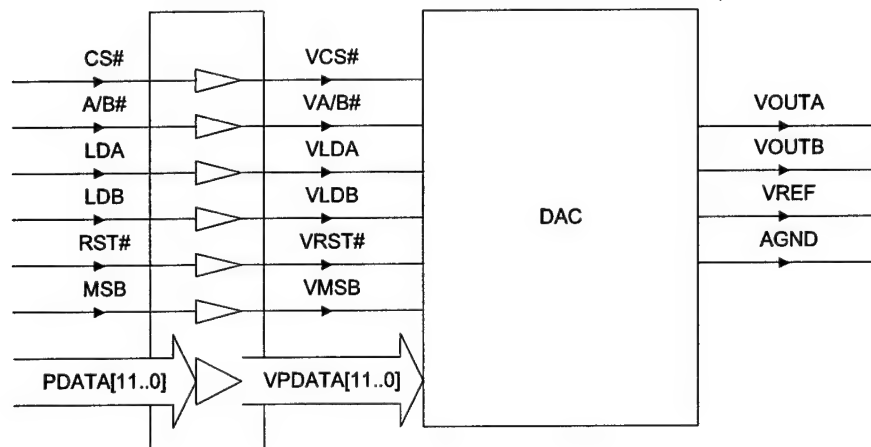 CS#
VCS#
A/B#
VA/B#
VOUTA
LDA
VLDA
VOUTB
LDB
VLDB
DAC
VREF
RST#
VRST#
AGND
MSB
VMSB
PDATA[11..0]
VPDATA[11..0]